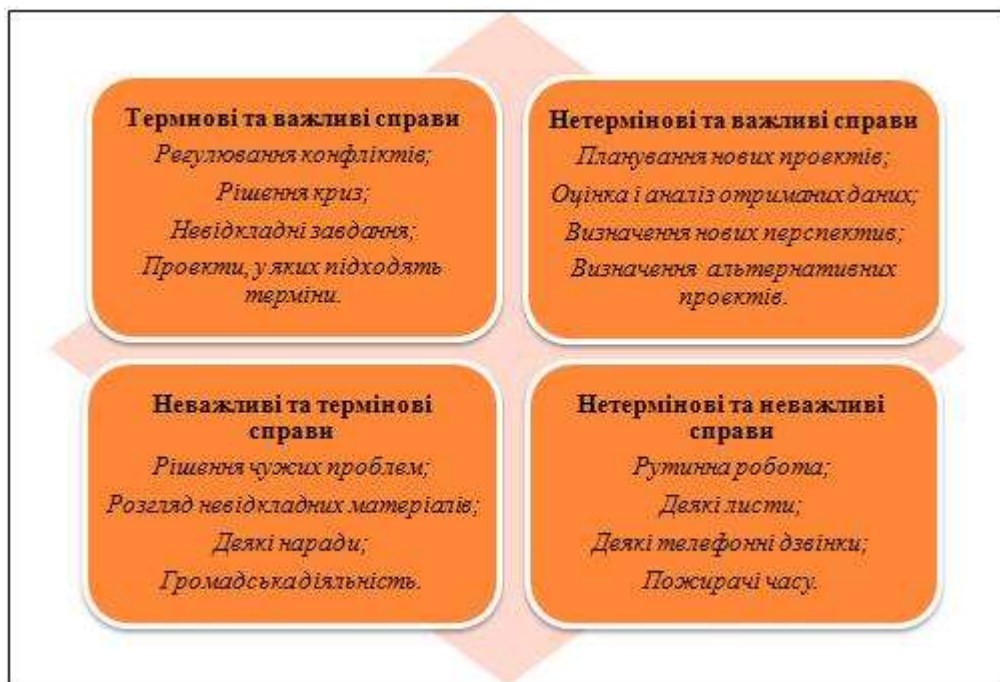 Термнові та важливі справи
Регулювання конфліктів;
Рішення криз;
Невідкладні завдання;
Проекти, у яких підходять
терміни.
Нетермінові та важливі справи
Планування нових проектів;
Оцінка і аналіз отриманих даних;
Визначення нових перспектив;
Визначення альтернативних
проектів.
Неважливі та термінові
справи
Рішення чужих проблем;
Розгляд невідкладних матеріалів;
Деякі наради;
Громадська діяльність.
Нетермінові та неважливі
справи
Рутинна робота;
Деякі листи;
Деякі телефонні дзвінки;
Пожирачі часу.